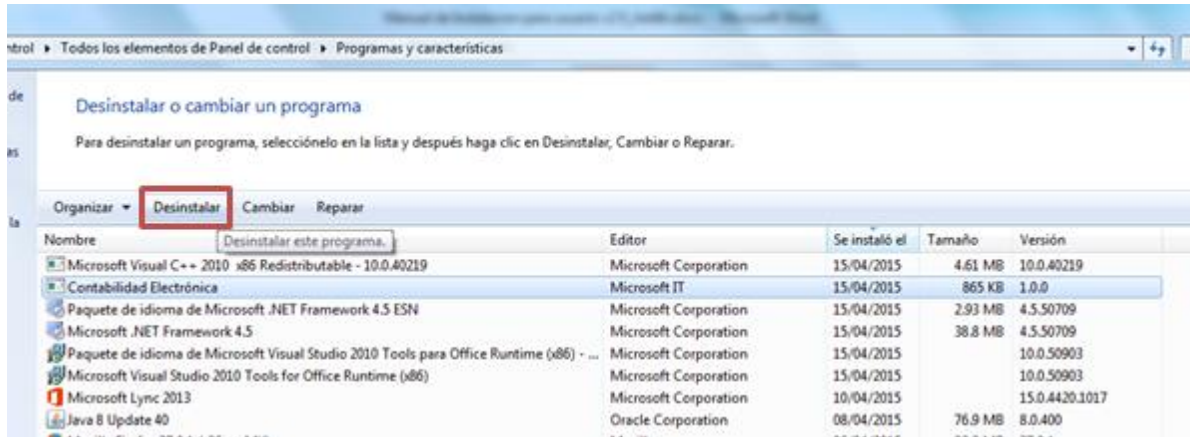 ntrol ▸ Todos los elementos de Panel de control ▸ Programas y características
de
as
la
Desinstalar o cambiar un programa
Para desinstalar un programa, selecciónelo en la lista y después haga clic en Desinstalar, Cambiar o Reparar.
Organizar Desinstalar Cambiar Reparar
Desinstalar este programa.
Nombre Editor Se instaló el Tamaño Versión
Microsoft Visual C++ 2010 x86 Redistributable - 10.0.40219 Microsoft Corporation 15/04/2015 4.61 MB 10.0.40219
Contabilidad Electrónica Microsoft IT 15/04/2015 865 KB 1.0.0
Paquete de idioma de Microsoft .NET Framework 4.5 ESN Microsoft Corporation 15/04/2015 2.93 MB 4.5.50709
Microsoft .NET Framework 4.5 Microsoft Corporation 15/04/2015 38.8 MB 4.5.50709
Paquete de idioma de Microsoft Visual Studio 2010 Tools para Office Runtime (x86) - ... Microsoft Corporation 15/04/2015 10.0.50903
Microsoft Visual Studio 2010 Tools for Office Runtime (x86) Microsoft Corporation 15/04/2015 10.0.50903
Microsoft Lync 2013 Microsoft Corporation 10/04/2015 15.0.4420.1017
Java 8 Update 40 Oracle Corporation 08/04/2015 76.9 MB 8.0.400